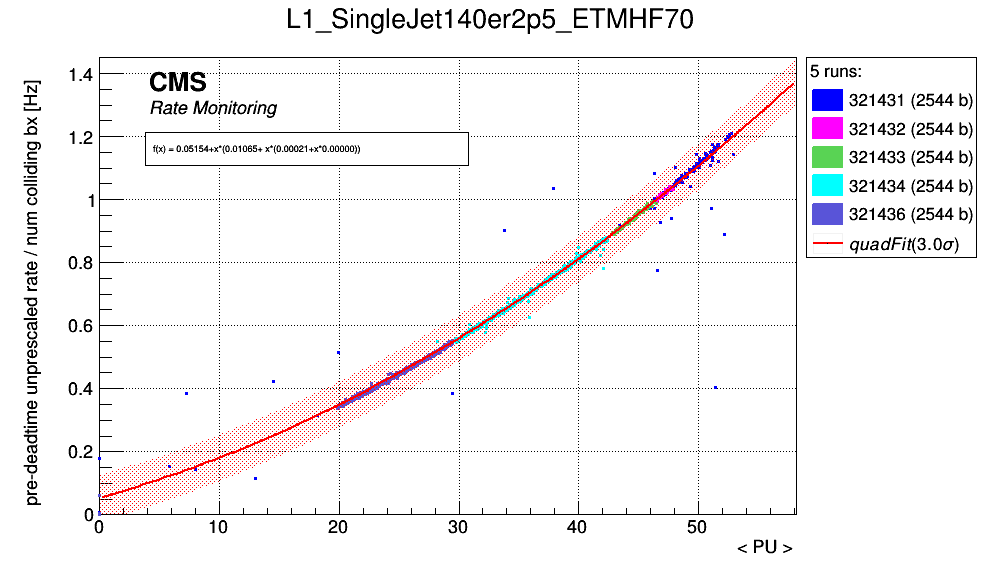 L1_SingleJet140er2p5_ETMHF70
CMS
Rate Monitoring
f(x) = 0.05154+x*(0.01065+ x*(0.00021+x*0.00000))
pre-deadtime unprescaled rate / num colliding bx [Hz]
1.4
1.2
1
0.8
0.6
0.4
0.2
0
0 10 20 30 40 50
< PU >
5 runs:
321431 (2544 b)
321432 (2544 b)
321433 (2544 b)
321434 (2544 b)
321436 (2544 b)
quadFit(3.0σ)